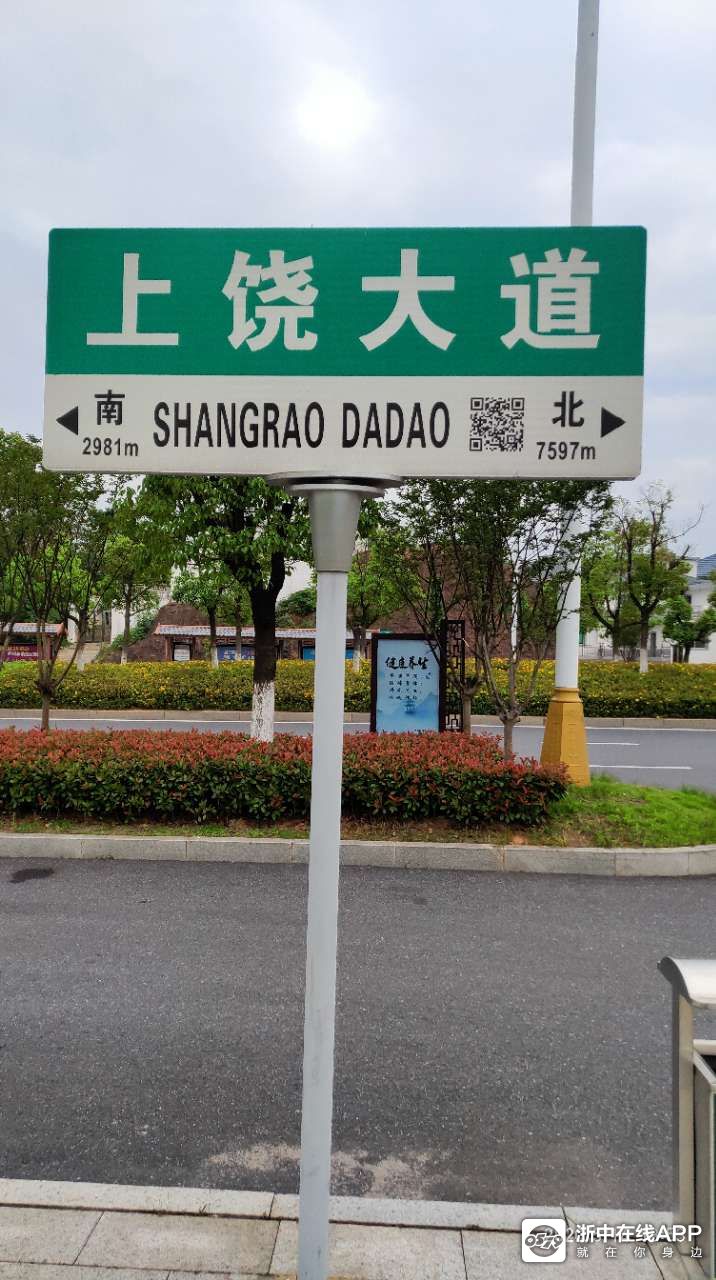 上饶大道
南 SHANGRAO DADAO 北
2981m 7597m
健康养生
浙中在线APP
就在你身边